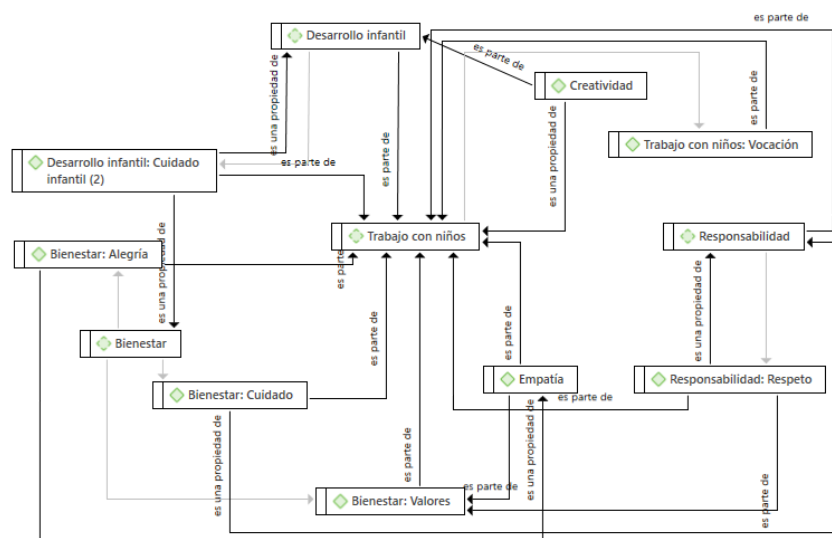 es parte de
Desarrollo infantil
es parte de
Creatividad
es una propiedad de
es parte de
Trabajo con niños: Vocación
Desarrollo infantil: Cuidado
infantil (2)
es parte de
es parte de
es una propiedad de
Trabajo con niños
Responsabilidad
Bienestar: Alegría
es parte
es una propiedad de
Bienestar
es parte de
es parte de
es una propiedad de
Bienestar: Cuidado
Empatía
Responsabilidad: Respeto
es parte de
es parte de
es una propiedad de
es una propiedad de
es parte de
es parte de
Bienestar: Valores